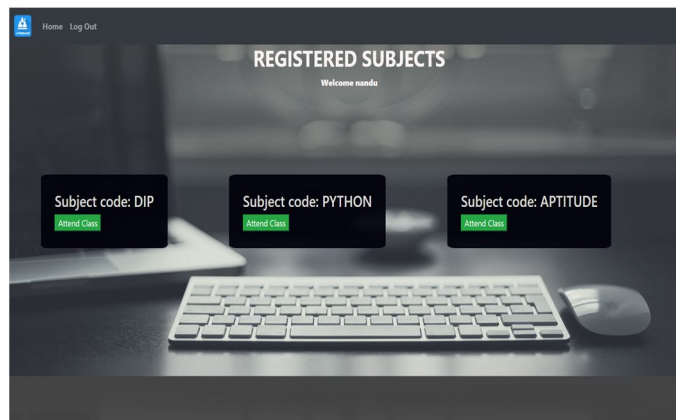 Home Log Out
REGISTERED SUBJECTS
Welcome nandu
Subject code: DIP
Attend Class
Subject code: PYTHON
Attend Class
Subject code: APTITUDE
Attend Class